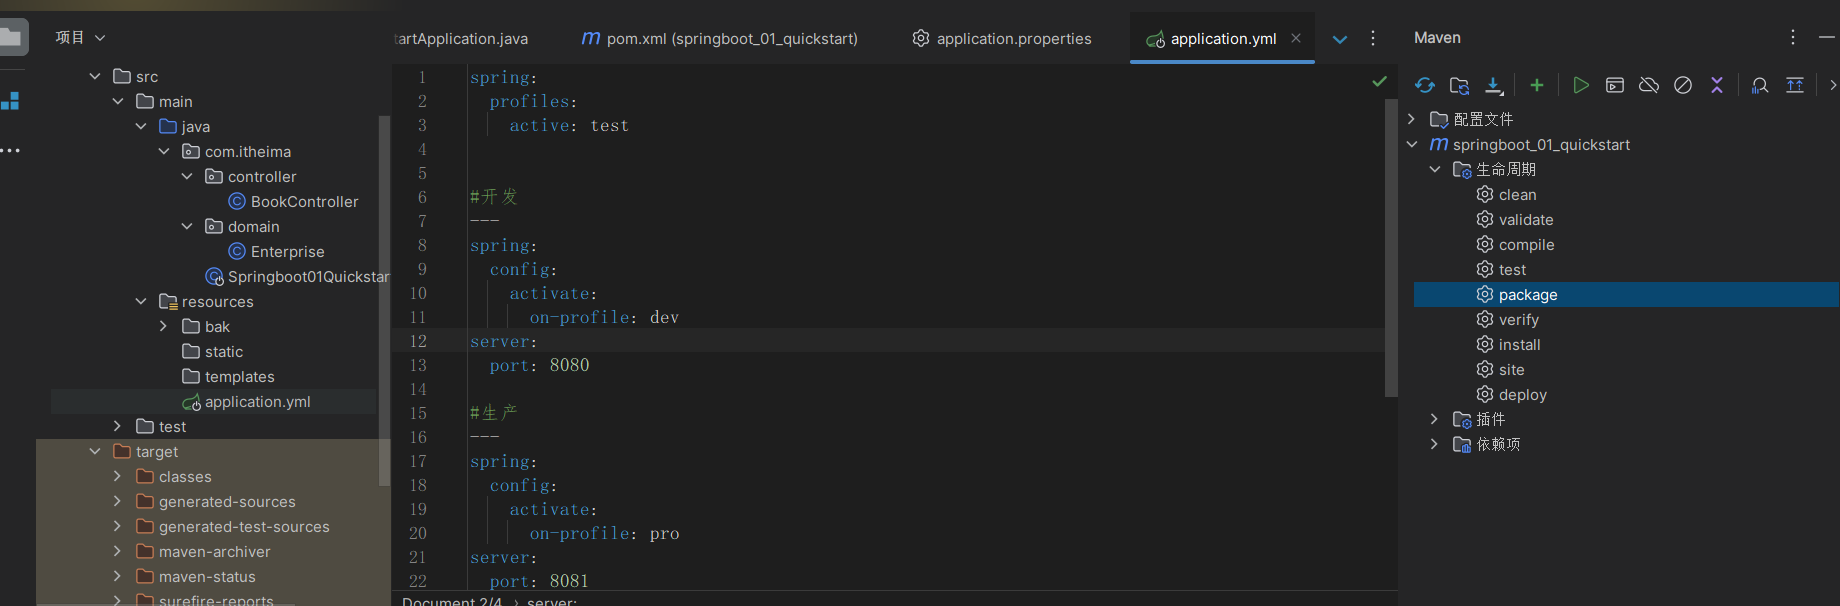 项目
src
main
java
com.itheima
controller
BookController
domain
Enterprise
Springboot01Quickstar
resources
bak
static
templates
application.yml
test
target
classes
generated-sources
generated-test-sources
maven-archiver
maven-status
surefire-reports
tartApplication.java
pom.xml (springboot_01_quickstart)
application.properties
application.yml
1 spring:
2 profiles:
3 active: test
4
5
6 #开发
7 ---
8 spring:
9 config:
10 activate:
11 on-profile: dev
12 server:
13 port: 8080
14
15 #生产
16 ---
17 spring:
18 config:
19 activate:
20 on-profile: pro
21 server:
22 port: 8081
Document 2/4 › server:
Maven
配置文件
springboot_01_quickstart
生命周期
clean
validate
compile
test
package
verify
install
site
deploy
插件
依赖项